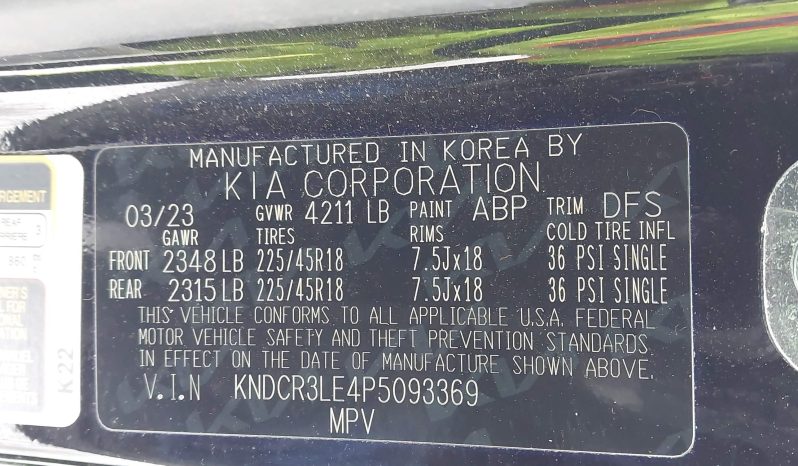 MANUFACTURED IN KOREA BY
KIA CORPORATION
03/23 GVWR 4211 LB PAINT ABP TRIM DFS
GAWR TIRES RIMS COLD TIRE INFL
FRONT 2348 LB 225/45R18 7.5Jx18 36 PSI SINGLE
REAR 2315 LB 225/45R18 7.5Jx18 36 PSI SINGLE
THIS VEHICLE CONFORMS TO ALL APPLICABLE U.S.A. FEDERAL
MOTOR VEHICLE SAFETY AND THEFT PREVENTION STANDARDS
IN EFFECT ON THE DATE OF MANUFACTURE SHOWN ABOVE.
V.I.N KNDCR3LE4P5093369
MPV
K22